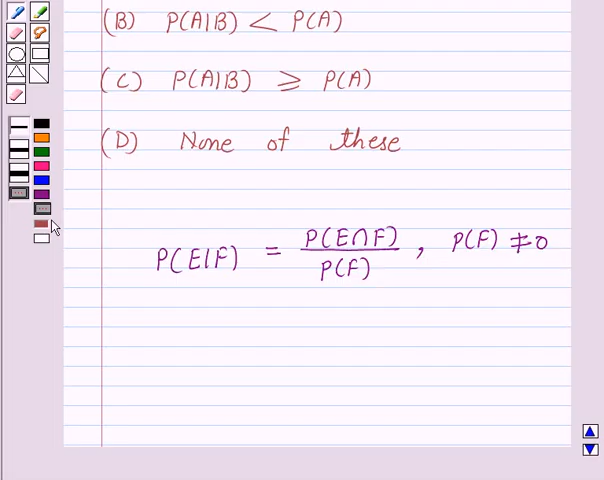 (B) P(A|B) < P(A)
(C) P(A|B) ≥ P(A)
(D) None of these
P(E|F) = P(E∩F) / P(F) , P(F) ≠ 0